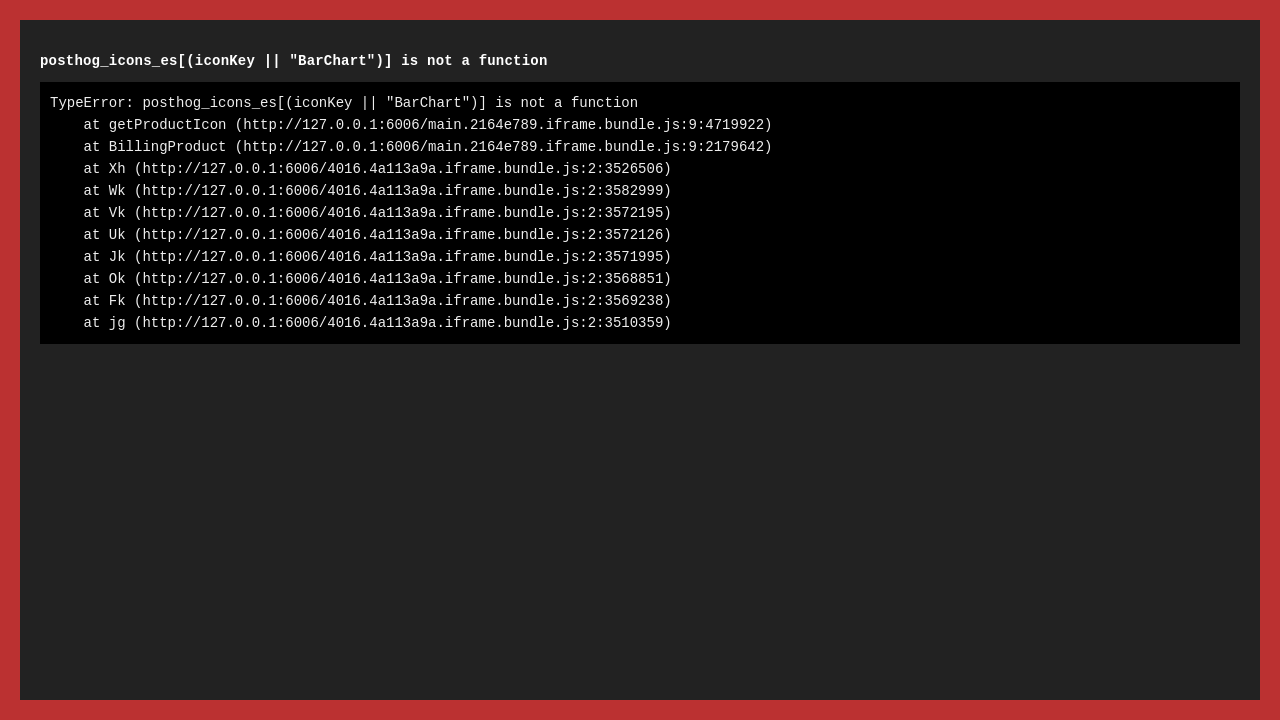 posthog_icons_es[(iconKey || "BarChart")] is not a function
TypeError: posthog_icons_es[(iconKey || "BarChart")] is not a function
    at getProductIcon (http://127.0.0.1:6006/main.2164e789.iframe.bundle.js:9:4719922)
    at BillingProduct (http://127.0.0.1:6006/main.2164e789.iframe.bundle.js:9:2179642)
    at Xh (http://127.0.0.1:6006/4016.4a113a9a.iframe.bundle.js:2:3526506)
    at Wk (http://127.0.0.1:6006/4016.4a113a9a.iframe.bundle.js:2:3582999)
    at Vk (http://127.0.0.1:6006/4016.4a113a9a.iframe.bundle.js:2:3572195)
    at Uk (http://127.0.0.1:6006/4016.4a113a9a.iframe.bundle.js:2:3572126)
    at Jk (http://127.0.0.1:6006/4016.4a113a9a.iframe.bundle.js:2:3571995)
    at Ok (http://127.0.0.1:6006/4016.4a113a9a.iframe.bundle.js:2:3568851)
    at Fk (http://127.0.0.1:6006/4016.4a113a9a.iframe.bundle.js:2:3569238)
    at jg (http://127.0.0.1:6006/4016.4a113a9a.iframe.bundle.js:2:3510359)